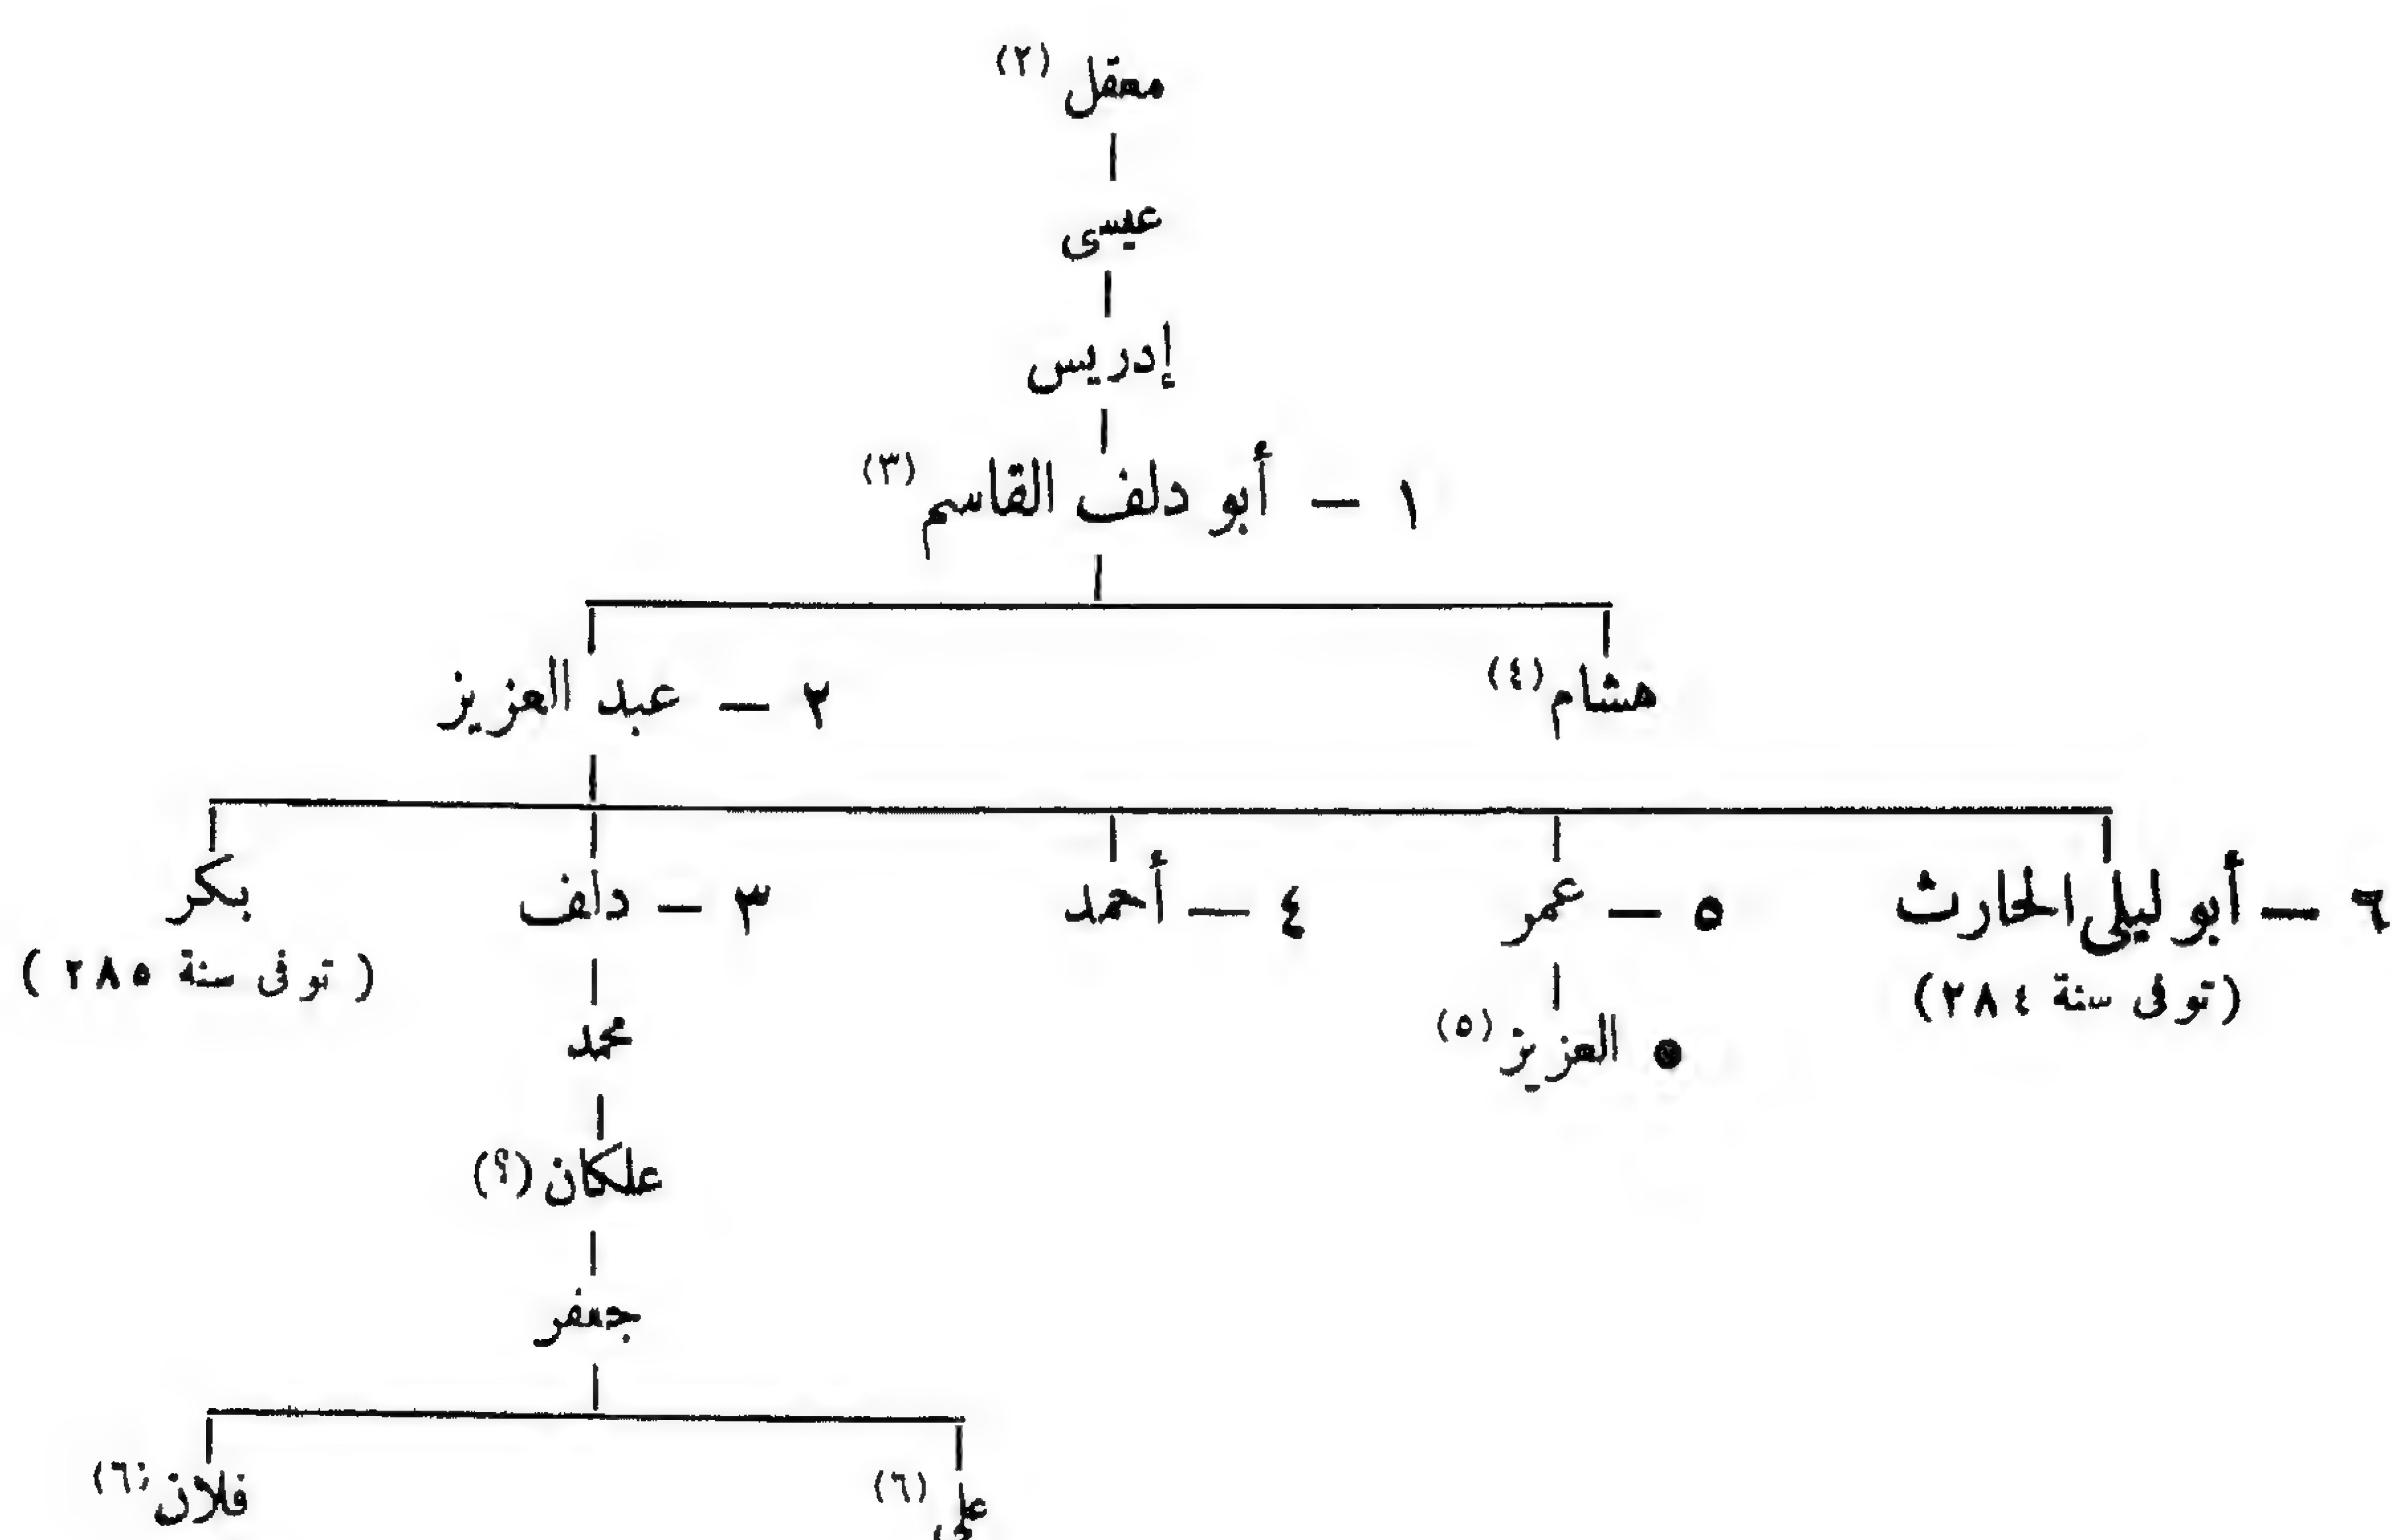 معقل (٢)
عيسى
إدريس
١ — أبو دلف القاسم (٣)
هشام (٤) ٢ — عبد العزيز
٦ — أبو ليلى الحارث ٥ — عمر ٤ — أحمد ٣ — دلف بكر
(توفى سنة ٢٨٤) (توفى سنة ٢٨٥)
● العزيز (٥) محمد
علكان (؟)
جعفر
على (٦) فلان (٦)